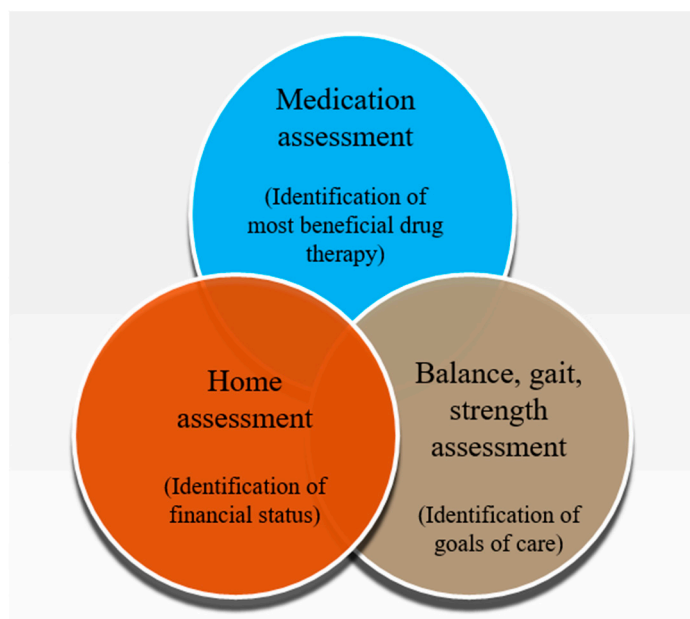 Medication
assessment
(Identification of
most beneficial drug
therapy)
Home
assessment
(Identification of
financial status)
Balance, gait,
strength
assessment
(Identification of
goals of care)